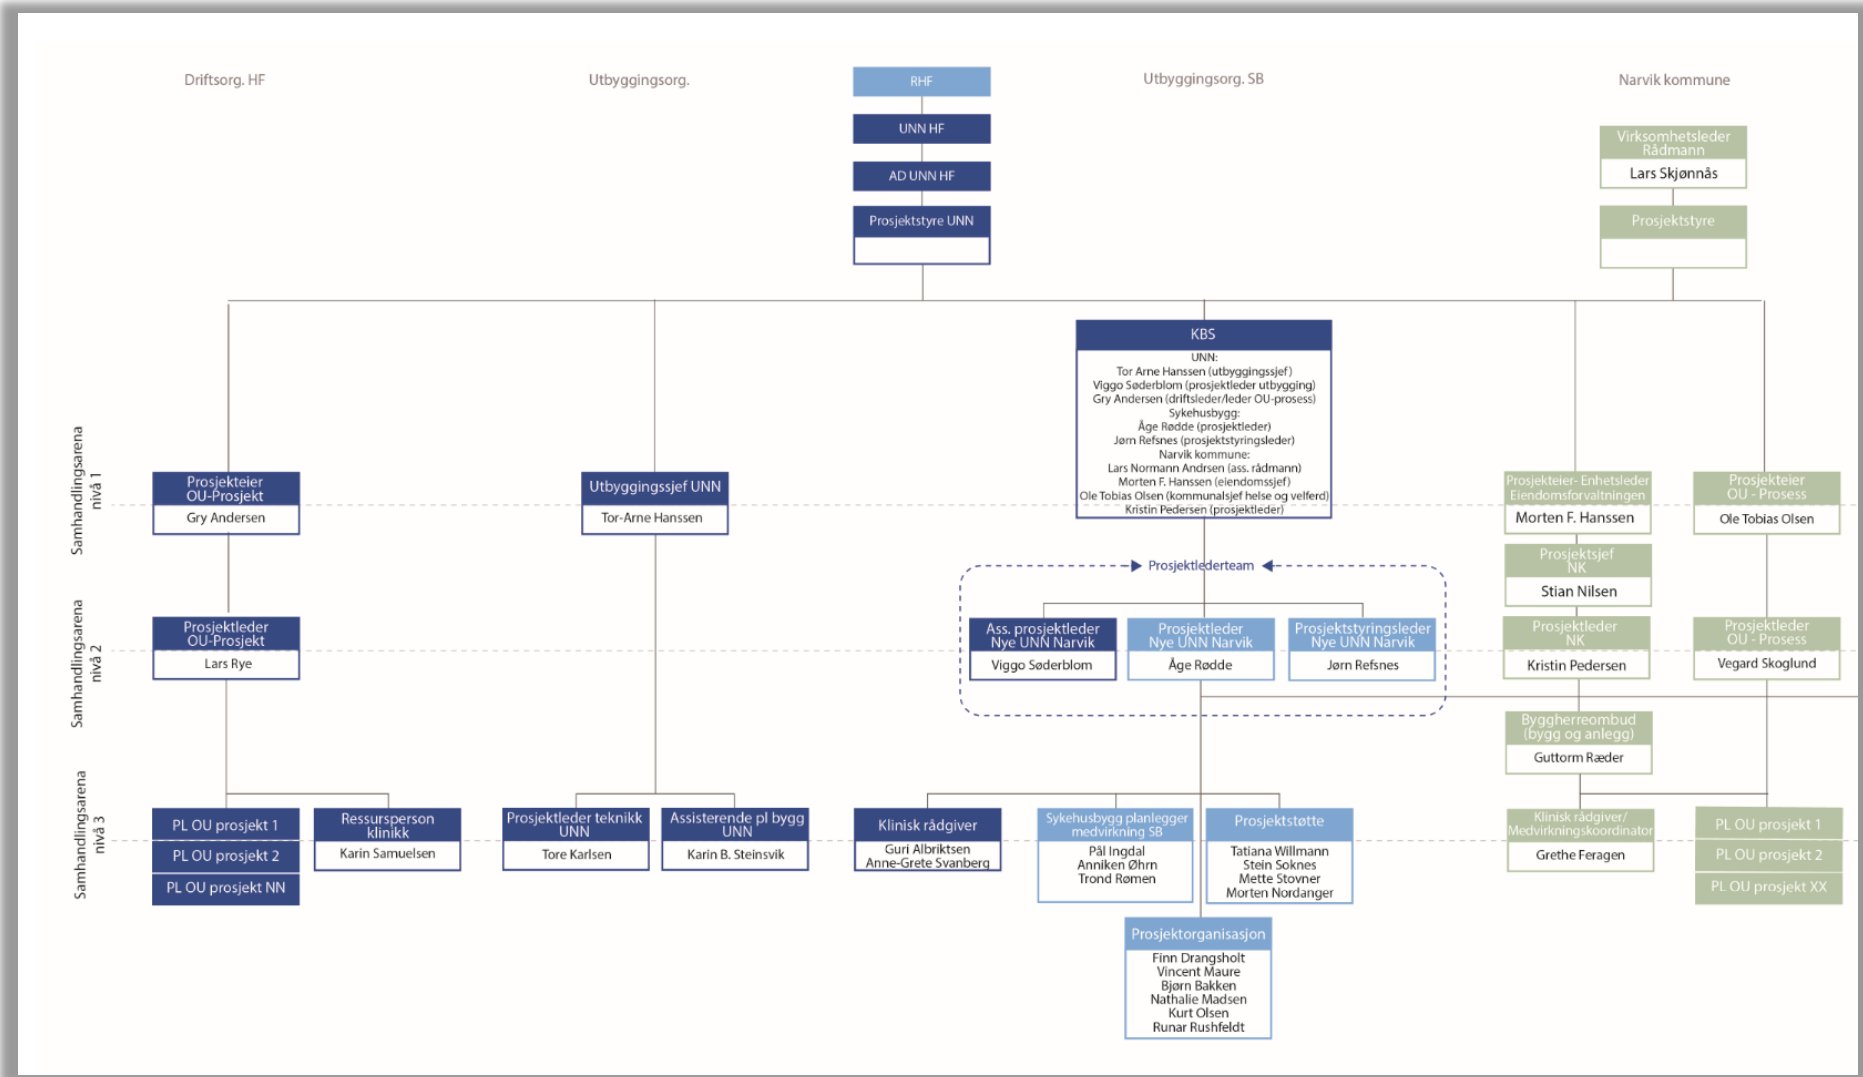 Driftsorg. HF
Utbyggingsorg.
Utbyggingsorg. SB
Narvik kommune
RHF
UNN HF
AD UNN HF
Prosjektstyre UNN
Virksomhetsleder
Rådmann
Lars Skjønnås
Prosjektstyre
KBS
UNN:
Tor Arne Hanssen (utbyggingssjef)
Viggo Søderblom (prosjektleder utbygging)
Gry Andersen (driftsleder/leder OU-prosess)
Sykehusbygg:
Åge Rødde (prosjektleder)
Jørn Refsnes (prosjektstyringsleder)
Narvik kommune:
Lars Normann Andrsen (ass. rådmann)
Morten F. Hanssen (eiendomssjef)
Ole Tobias Olsen (kommunalsjef helse og velferd)
Kristin Pedersen (prosjektleder)
Samhandlingsarena
nivå 1
Prosjekteier
OU-Prosjekt
Gry Andersen
Utbyggingssjef UNN
Tor-Arne Hanssen
Prosjekteier- Enhetsleder
Eiendomsforvaltningen
Morten F. Hanssen
Prosjekteier
OU - Prosess
Ole Tobias Olsen
Prosjektsjef
NK
Stian Nilsen
Prosjektlederteam
Samhandlingsarena
nivå 2
Prosjektleder
OU-Prosjekt
Lars Rye
Ass. prosjektleder
Nye UNN Narvik
Viggo Søderblom
Prosjektleder
Nye UNN Narvik
Åge Rødde
Prosjektstyringsleder
Nye UNN Narvik
Jørn Refsnes
Prosjektleder
NK
Kristin Pedersen
Prosjektleder
OU - Prosess
Vegard Skoglund
Byggherreombud
(bygg og anlegg)
Guttorm Ræder
Samhandlingsarena
nivå 3
PL OU prosjekt 1
PL OU prosjekt 2
PL OU prosjekt NN
Ressursperson
klinikk
Karin Samuelsen
Prosjektleder teknikk
UNN
Tore Karlsen
Assisterende pl bygg
UNN
Karin B. Steinsvik
Klinisk rådgiver
Guri Albriktsen
Anne-Grete Svanberg
Sykehusbygg planlegger
medvirkning SB
Pål Ingdal
Anniken Øhrn
Trond Rømen
Prosjektstøtte
Tatiana Willmann
Stein Soknes
Mette Stovner
Morten Nordanger
Klinisk rådgiver/
Medvirkningskoordinator
Grethe Feragen
PL OU prosjekt 1
PL OU prosjekt 2
PL OU prosjekt XX
Prosjektorganisasjon
Finn Drangsholt
Vincent Maure
Bjørn Bakken
Nathalie Madsen
Kurt Olsen
Runar Rushfeldt